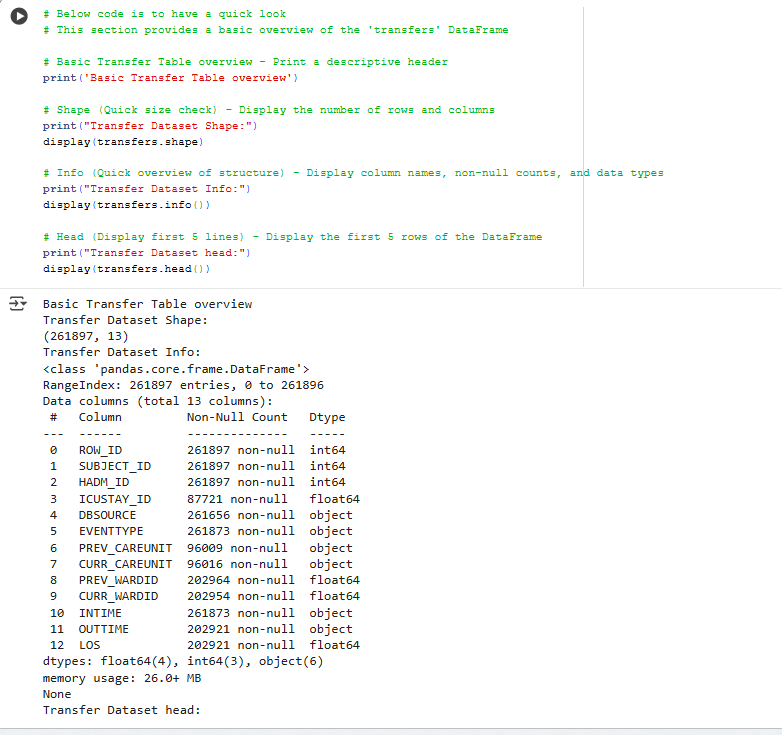 # Below code is to have a quick look
# This section provides a basic overview of the 'transfers' DataFrame
# Basic Transfer Table overview - Print a descriptive header
print('Basic Transfer Table overview')
# Shape (Quick size check) - Display the number of rows and columns
print("Transfer Dataset Shape:")
display(transfers.shape)
# Info (Quick overview of structure) - Display column names, non-null counts, and data types
print("Transfer Dataset Info:")
display(transfers.info())
# Head (Display first 5 lines) - Display the first 5 rows of the DataFrame
print("Transfer Dataset head:")
display(transfers.head())
Basic Transfer Table overview
Transfer Dataset Shape:
(261897, 13)
Transfer Dataset Info:
<class 'pandas.core.frame.DataFrame'>
RangeIndex: 261897 entries, 0 to 261896
Data columns (total 13 columns):
 #   Column         Non-Null Count   Dtype
---  ------         --------------   -----
 0   ROW_ID         261897 non-null  int64
 1   SUBJECT_ID     261897 non-null  int64
 2   HADM_ID        261897 non-null  int64
 3   ICUSTAY_ID     87721 non-null   float64
 4   DBSOURCE       261656 non-null  object
 5   EVENTTYPE      261873 non-null  object
 6   PREV_CAREUNIT  96009 non-null   object
 7   CURR_CAREUNIT  96016 non-null   object
 8   PREV_WARDID    202964 non-null  float64
 9   CURR_WARDID    202954 non-null  float64
 10  INTIME         261873 non-null  object
 11  OUTTIME        202921 non-null  object
 12  LOS            202921 non-null  float64
dtypes: float64(4), int64(3), object(6)
memory usage: 26.0+ MB
None
Transfer Dataset head: